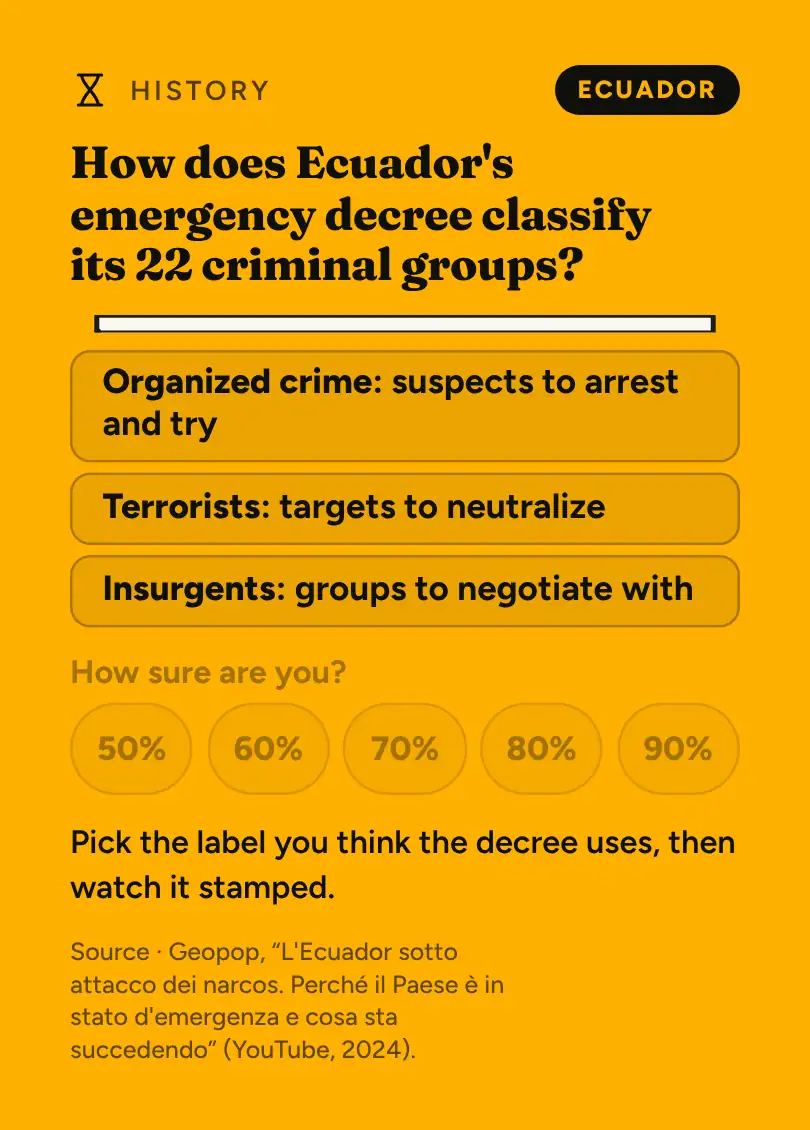 HISTORY
ECUADOR
How does Ecuador's
emergency decree classify
its 22 criminal groups?
Organized crime: suspects to arrest
and try
Terrorists: targets to neutralize
Insurgents: groups to negotiate with
How sure are you?
50% 60% 70% 80% 90%
Pick the label you think the decree uses, then
watch it stamped.
Source · Geopop, “L'Ecuador sotto
attacco dei narcos. Perché il Paese è in
stato d'emergenza e cosa sta
succedendo” (YouTube, 2024).